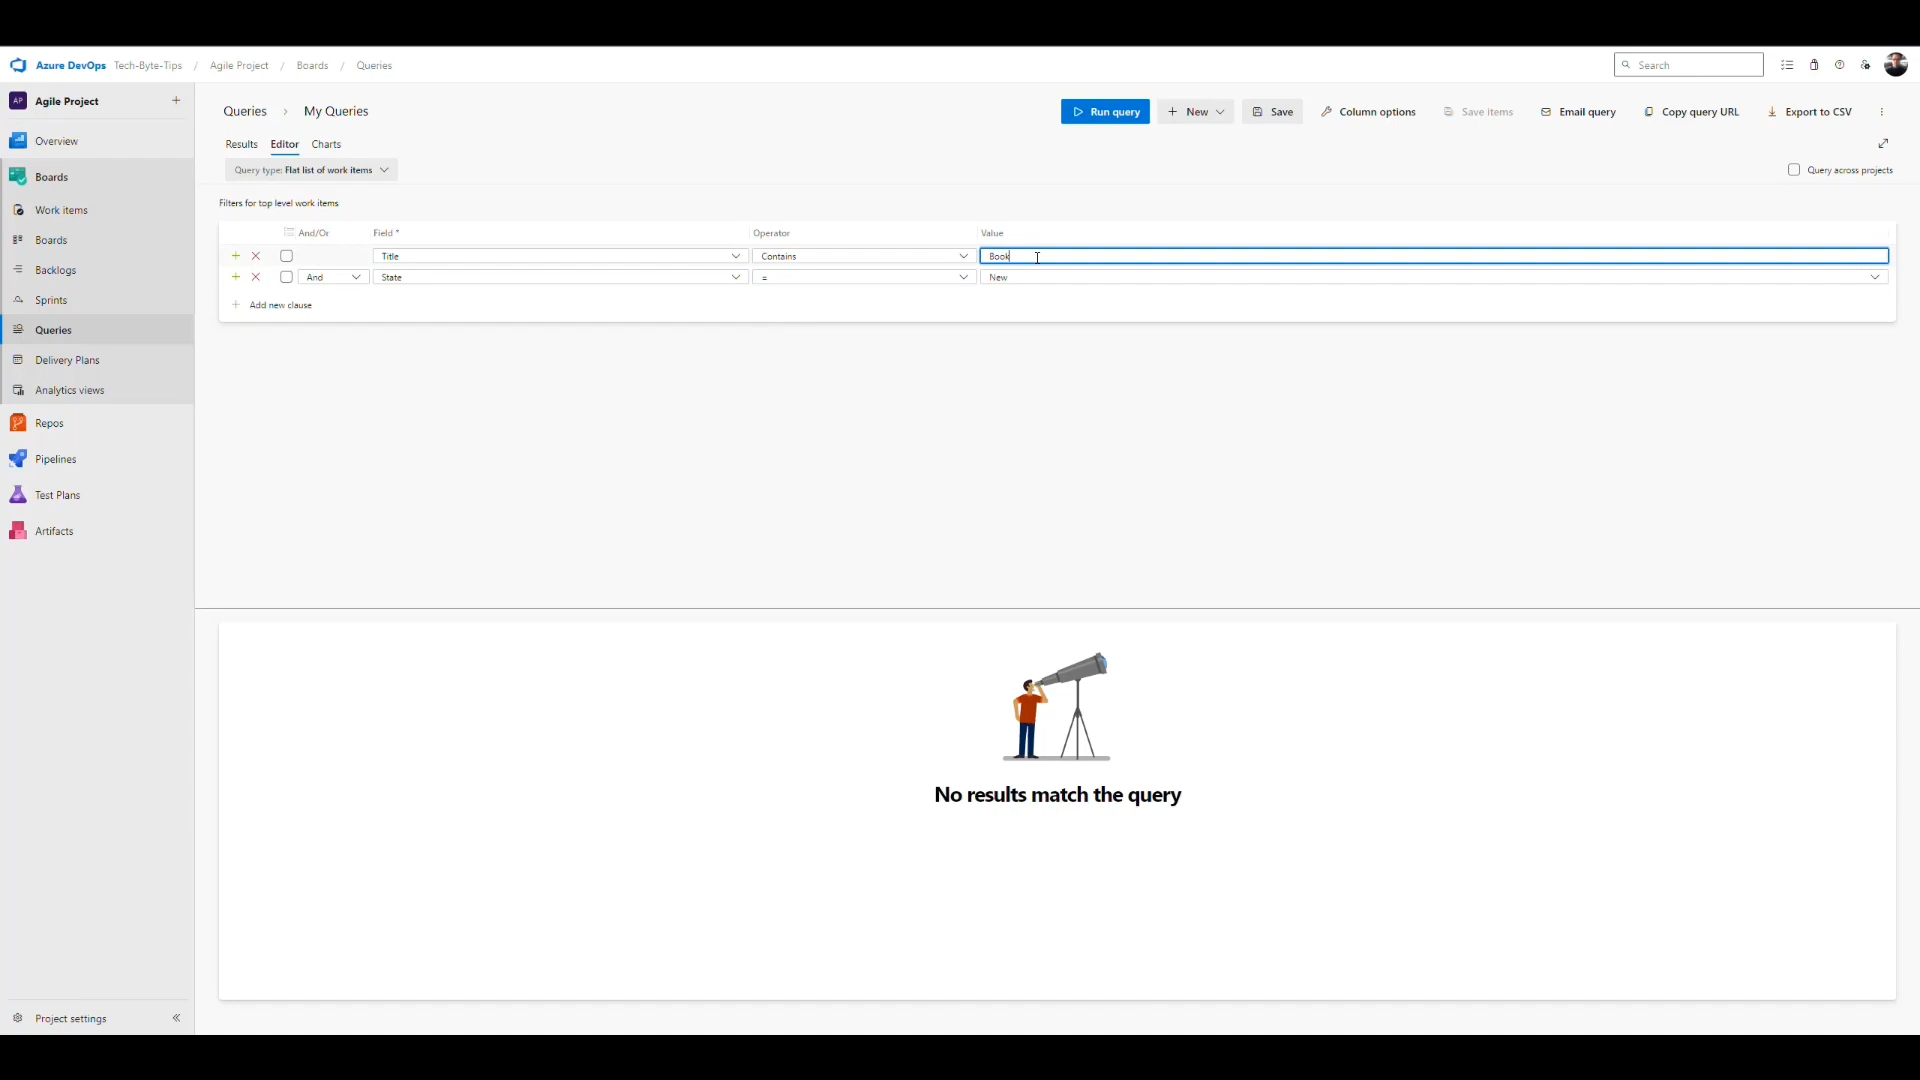 Azure DevOps Tech-Byte-Tips / Agile Project / Boards / Queries
Search
AP Agile Project
Queries > My Queries
Run query
New
Save
Column options
Save items
Email query
Copy query URL
Export to CSV
Overview
Results Editor Charts
Query type: Flat list of work items
Query across projects
Boards
Work items
Boards
Backlogs
Sprints
Queries
Delivery Plans
Analytics views
Repos
Pipelines
Test Plans
Artifacts
Filters for top level work items
And/Or Field * Operator Value
Title Contains Book
And State = New
Add new clause
No results match the query
Project settings